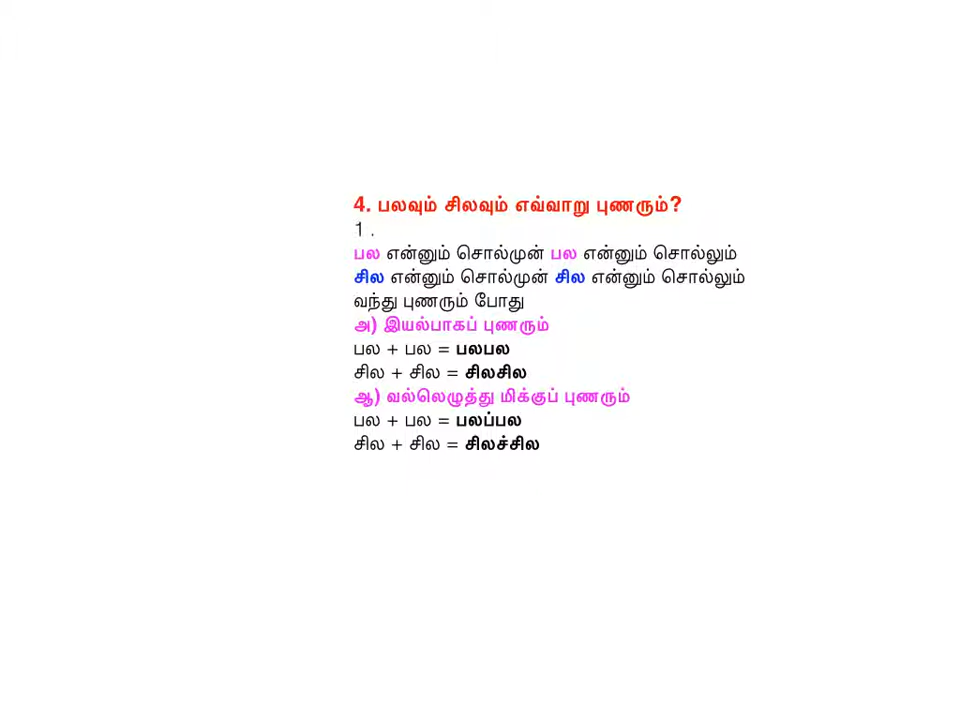 4. பலவும் சிலவும் எவ்வாறு புணரும்?
1 .
பல என்னும் சொல்முன் பல என்னும் சொல்லும்
சில என்னும் சொல்முன் சில என்னும் சொல்லும்
வந்து புணரும் போது
அ) இயல்பாகப் புணரும்
பல + பல = பலபல
சில + சில = சிலசில
ஆ) வல்லெழுத்து மிக்குப் புணரும்
பல + பல = பலப்பல
சில + சில = சிலச்சில